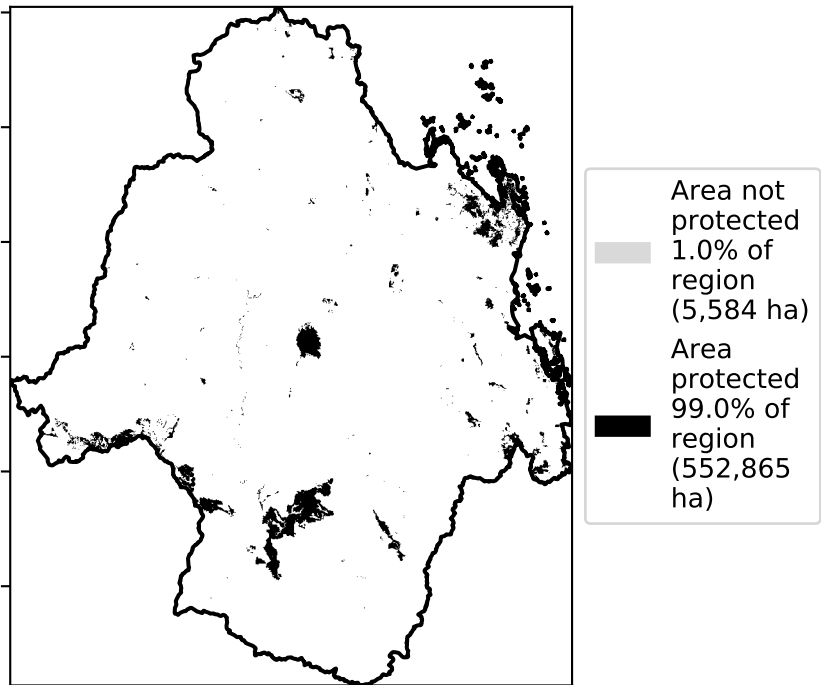 Area not
protected
1.0% of
region
(5,584 ha)
Area
protected
99.0% of
region
(552,865
ha)